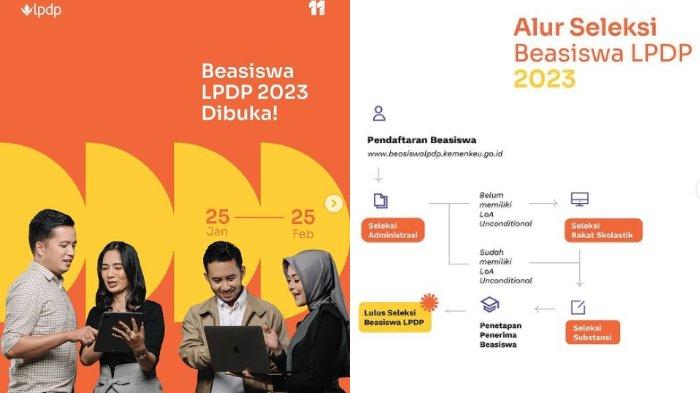 lpdp
11
Beasiswa
LPDP 2023
Dibuka!
25
Jan
25
Feb
Alur Seleksi
Beasiswa LPDP
2023
Pendaftaran Beasiswa
www.beasiswalpdp.kemenkeu.go.id
Seleksi
Administrasi
Belum
memiliki
LoA
Unconditional
Seleksi
Bakat Skolastik
Sudah
memiliki
LoA
Unconditional
Lulus Seleksi
Beasiswa LPDP
Penetapan
Penerima
Beasiswa
Seleksi
Substansi